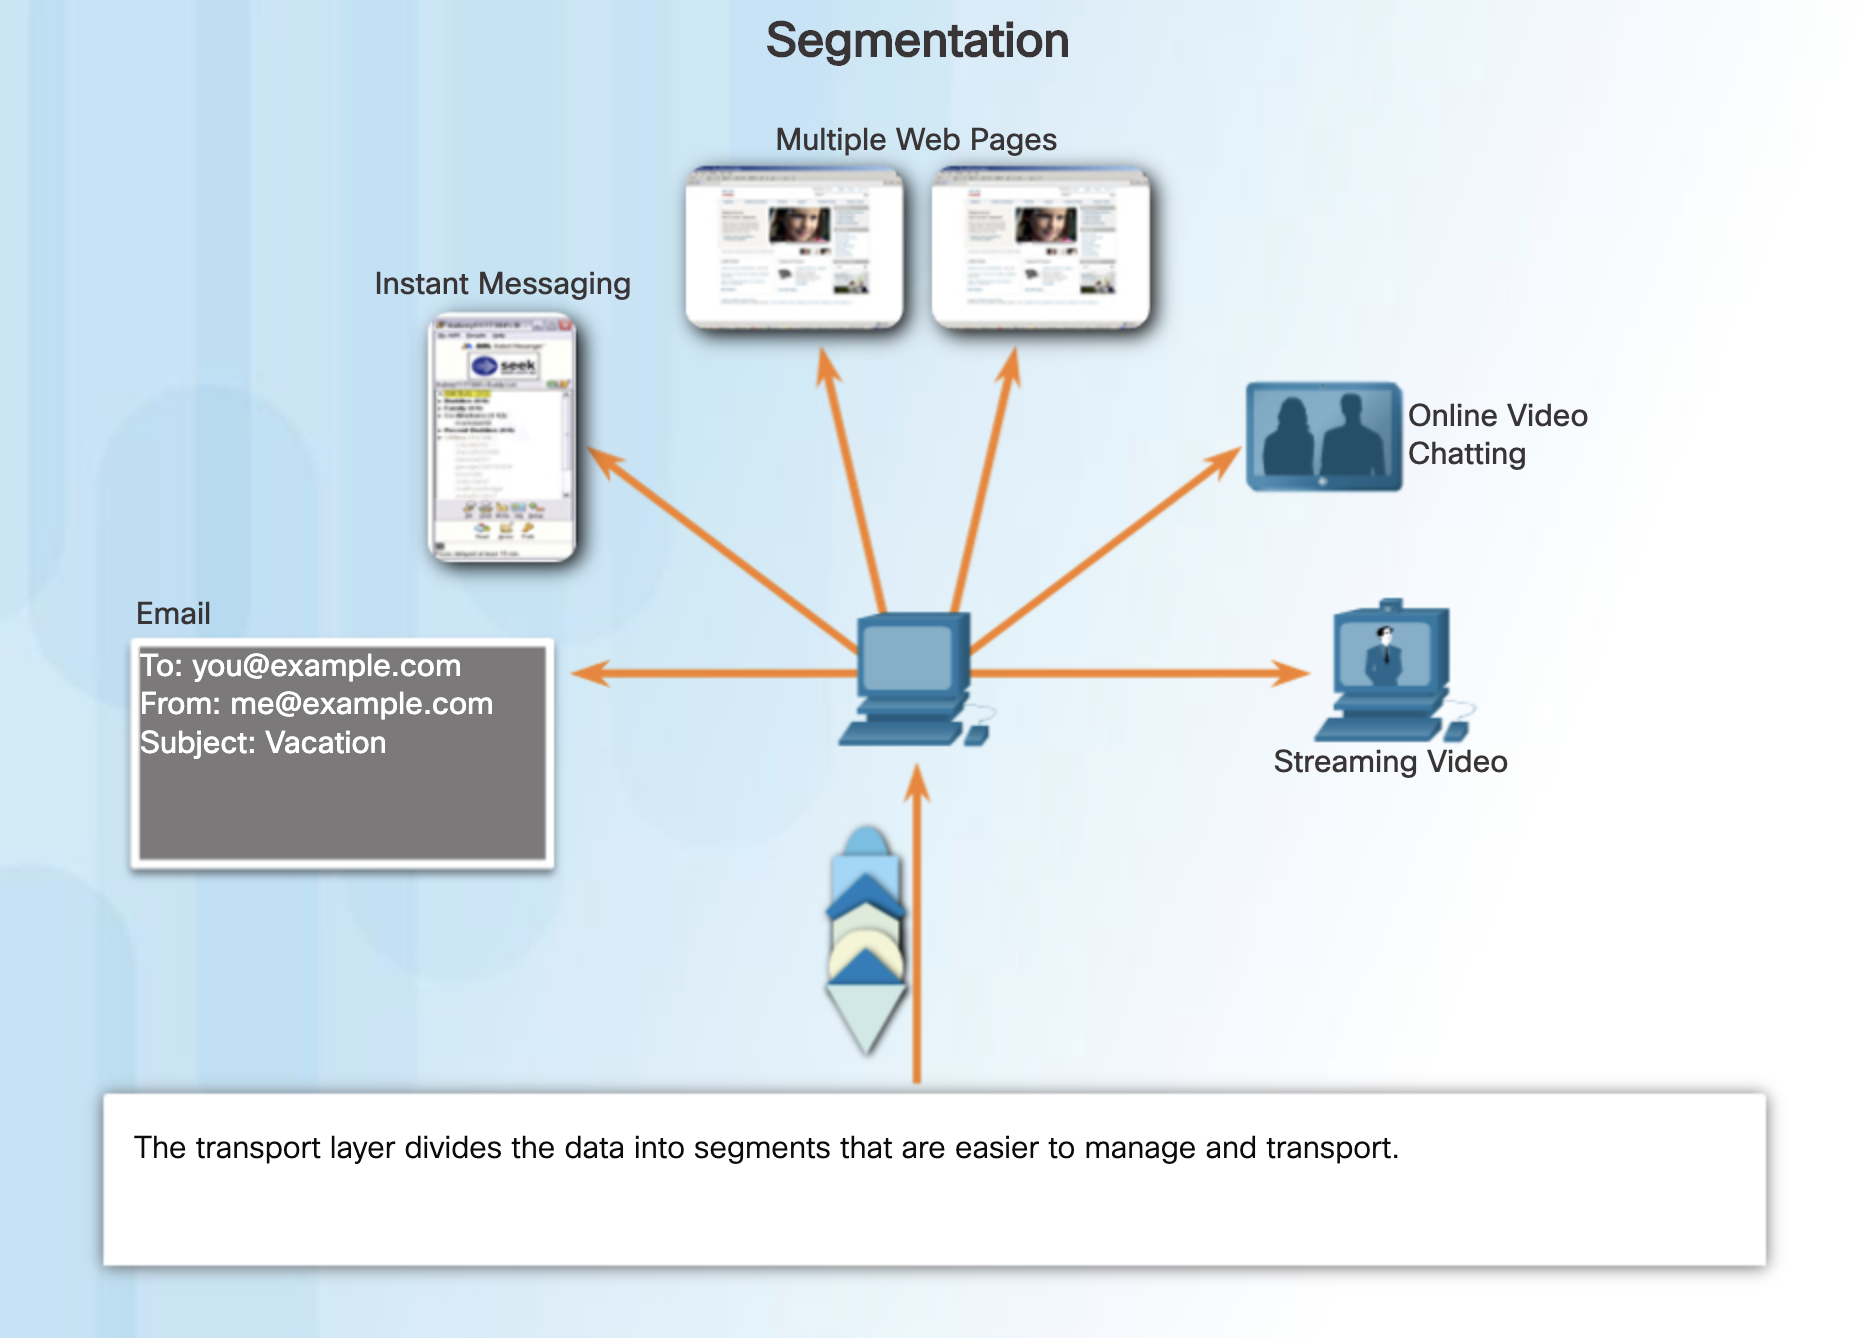 Segmentation
Multiple Web Pages
Instant Messaging
seek
Online Video
Chatting
Email
To: you@example.com
From: me@example.com
Subject: Vacation
Streaming Video
The transport layer divides the data into segments that are easier to manage and transport.